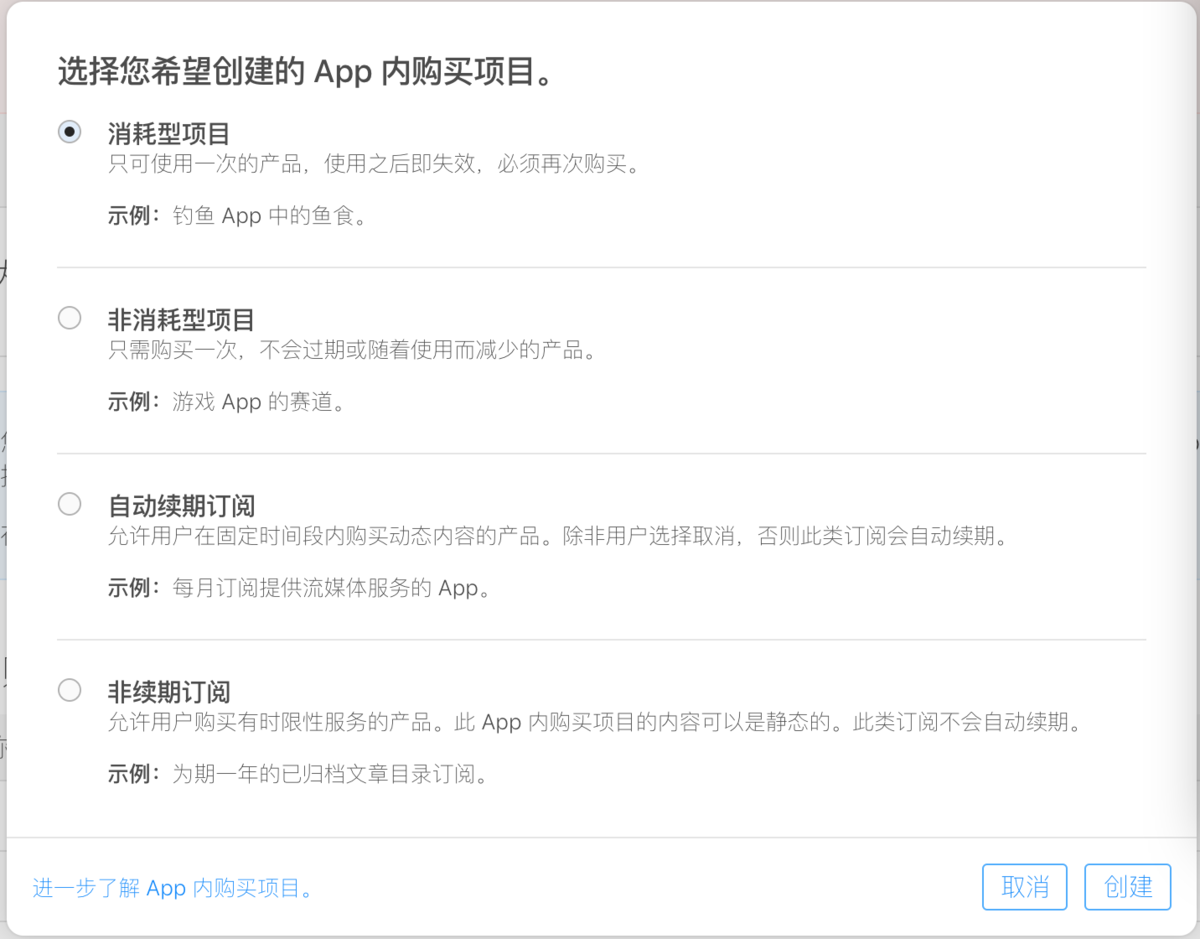 选择您希望创建的 App 内购买项目。
消耗型项目
只可使用一次的产品，使用之后即失效，必须再次购买。
示例：钓鱼 App 中的鱼食。
非消耗型项目
只需购买一次，不会过期或随着使用而减少的产品。
示例：游戏 App 的赛道。
自动续期订阅
允许用户在固定时间段内购买动态内容的产品。除非用户选择取消，否则此类订阅会自动续期。
示例：每月订阅提供流媒体服务的 App。
非续期订阅
允许用户购买有时限性服务的产品。此 App 内购买项目的内容可以是静态的。此类订阅不会自动续期。
示例：为期一年的已归档文章目录订阅。
进一步了解 App 内购买项目。
取消
创建